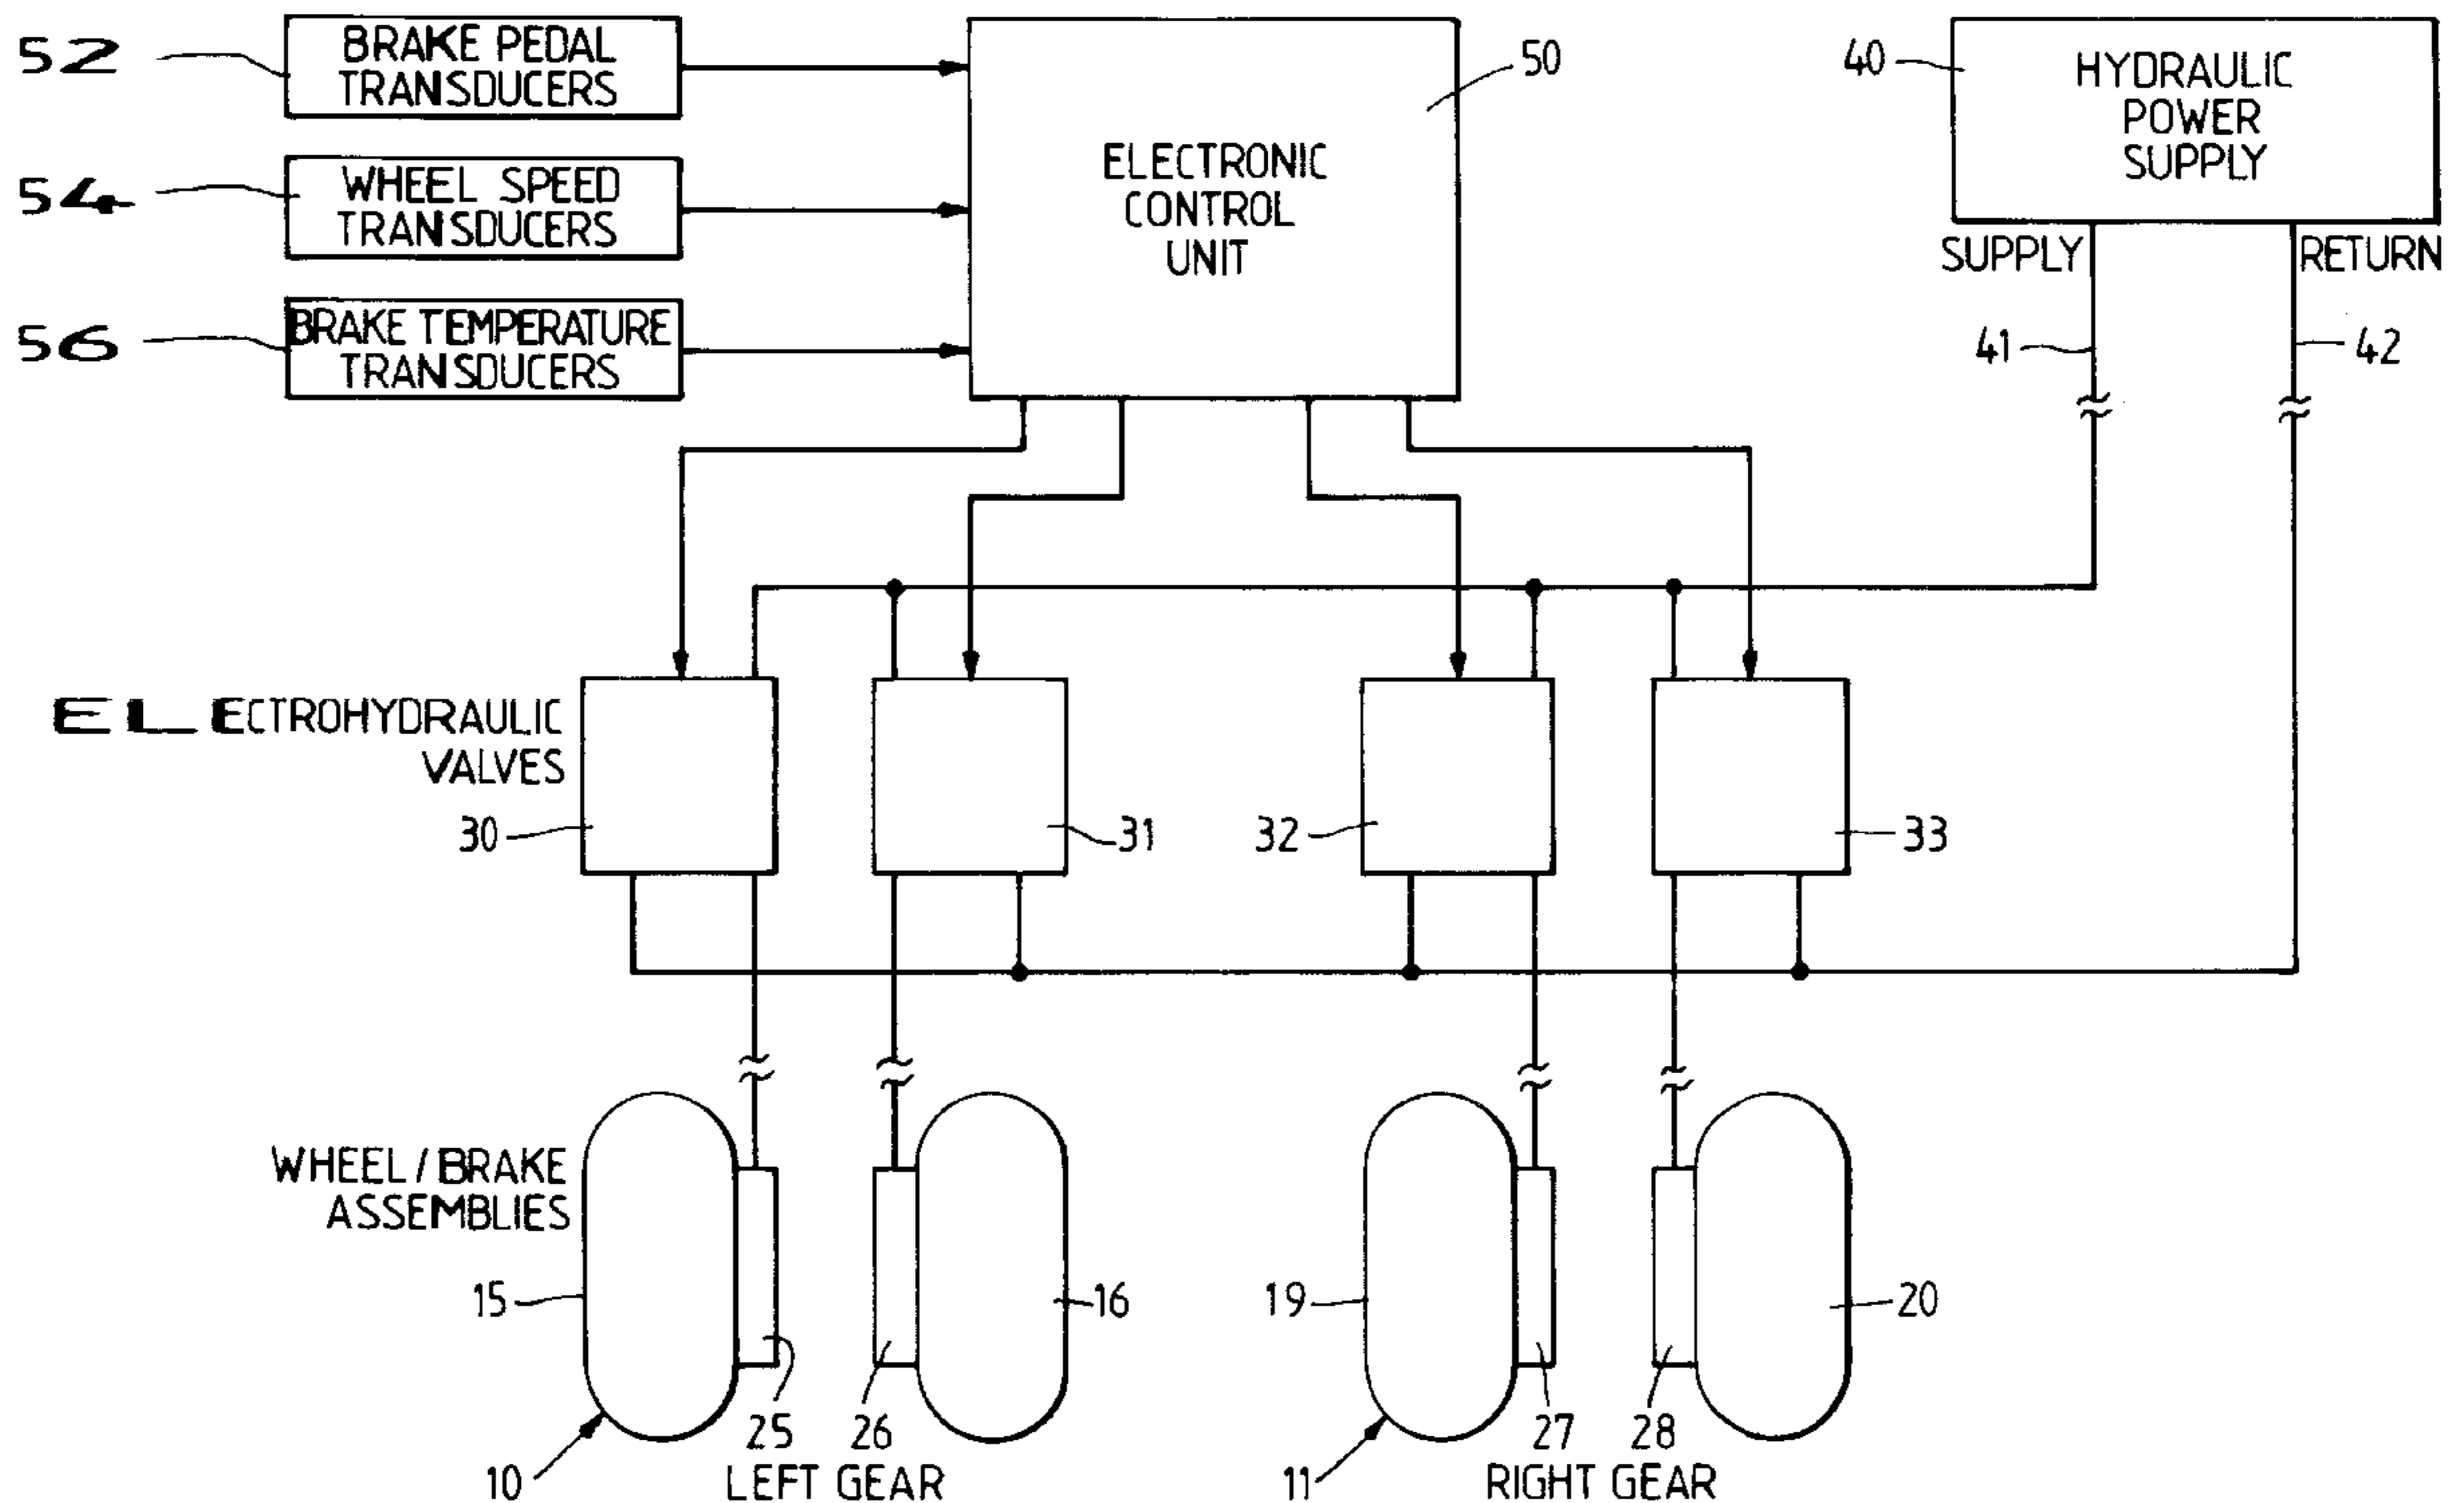 52
BRAKE PEDAL
TRANSDUCERS
50
40
HYDRAULIC
POWER
SUPPLY
54
WHEEL SPEED
TRANSDUCERS
ELECTRONIC
CONTROL
UNIT
SUPPLY
RETURN
56
BRAKE TEMPERATURE
TRANSDUCERS
41
42
ELECTROHYDRAULIC
VALVES
30
31
32
33
WHEEL/BRAKE
ASSEMBLIES
15
16
19
20
25
26
27
28
10
LEFT GEAR
11
RIGHT GEAR